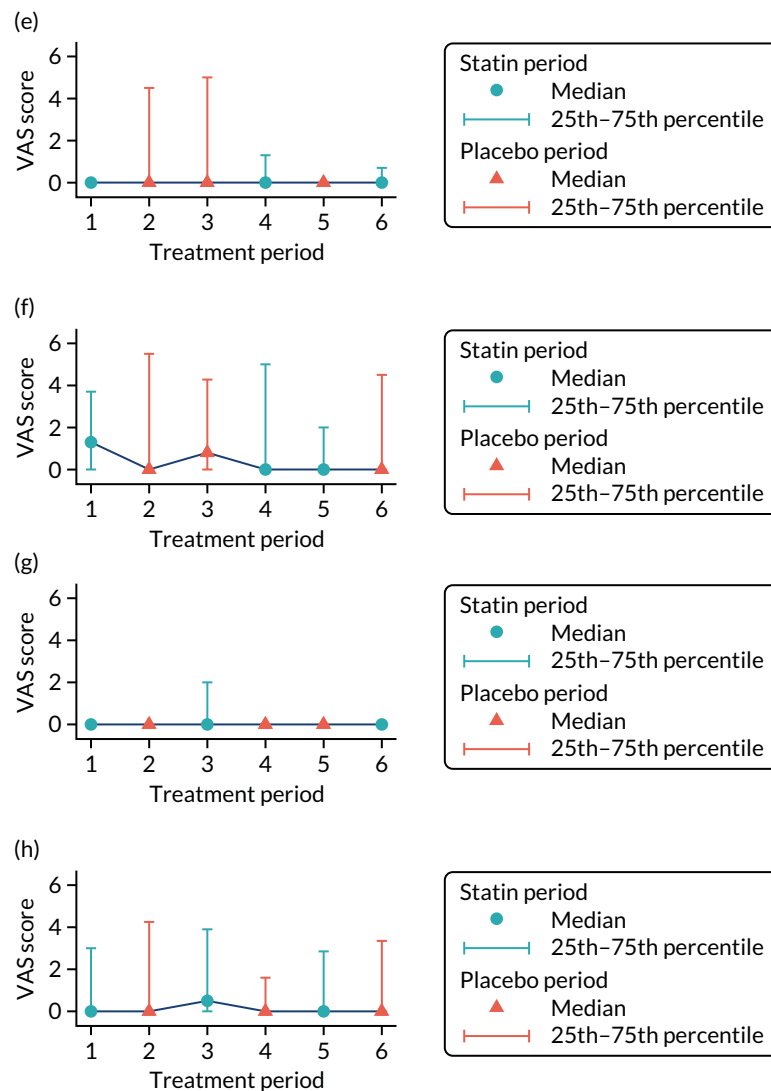 (e)
6
4
2
0
VAS score
1 2 3 4 5 6
Treatment period
Statin period
Median
25th–75th percentile
Placebo period
Median
25th–75th percentile
(f)
6
4
2
0
VAS score
1 2 3 4 5 6
Treatment period
Statin period
Median
25th–75th percentile
Placebo period
Median
25th–75th percentile
(g)
6
4
2
0
VAS score
1 2 3 4 5 6
Treatment period
Statin period
Median
25th–75th percentile
Placebo period
Median
25th–75th percentile
(h)
6
4
2
0
VAS score
1 2 3 4 5 6
Treatment period
Statin period
Median
25th–75th percentile
Placebo period
Median
25th–75th percentile